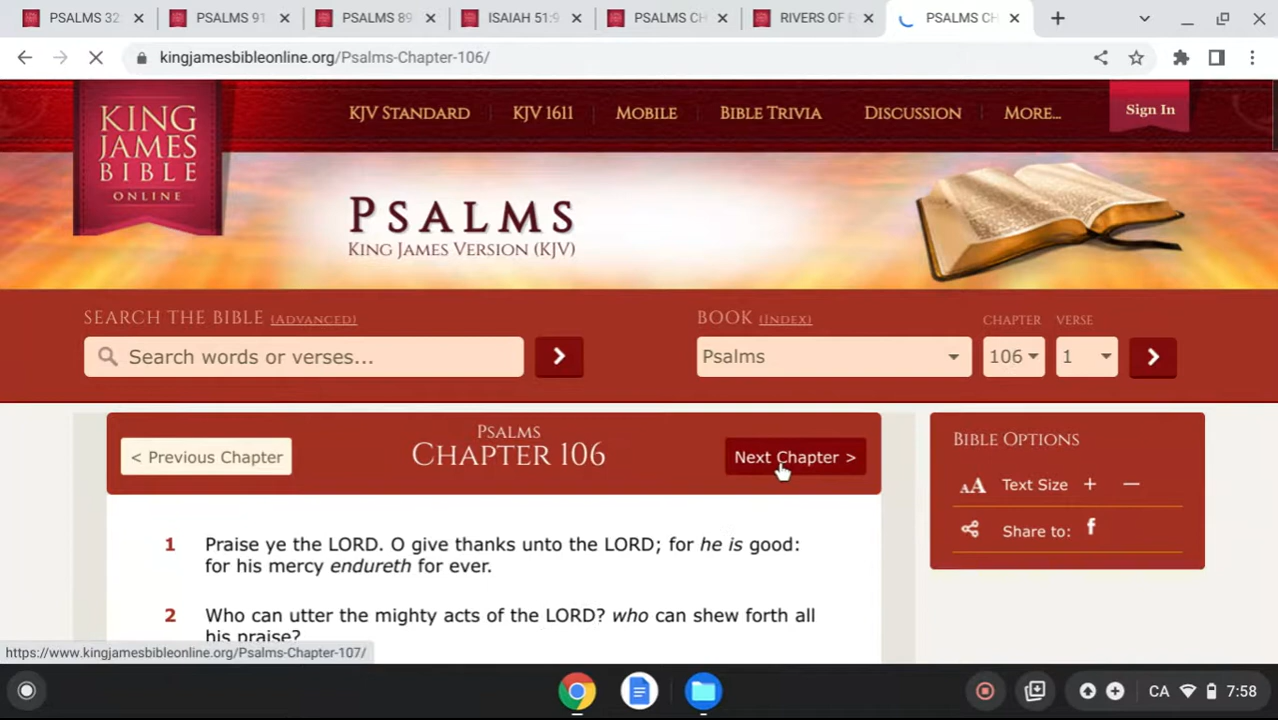 PSALMS 32
PSALMS 91
PSALMS 89
ISAIAH 51:9
PSALMS CH
RIVERS OF E
PSALMS CH
kingjamesbibleonline.org/Psalms-Chapter-106/
KING
JAMES
BIBLE
ONLINE
KJV STANDARD
KJV 1611
MOBILE
BIBLE TRIVIA
DISCUSSION
MORE...
Sign In
PSALMS
KING JAMES VERSION (KJV)
SEARCH THE BIBLE (ADVANCED)
BOOK (INDEX)
CHAPTER
VERSE
Search words or verses...
>
Psalms
106
1
>
< Previous Chapter
PSALMS
CHAPTER 106
Next Chapter >
BIBLE OPTIONS
AA Text Size + —
Share to: f
1 Praise ye the LORD. O give thanks unto the LORD; for he is good:
for his mercy endureth for ever.
2 Who can utter the mighty acts of the LORD? who can shew forth all
his praise?
https://www.kingjamesbibleonline.org/Psalms-Chapter-107/
CA
7:58